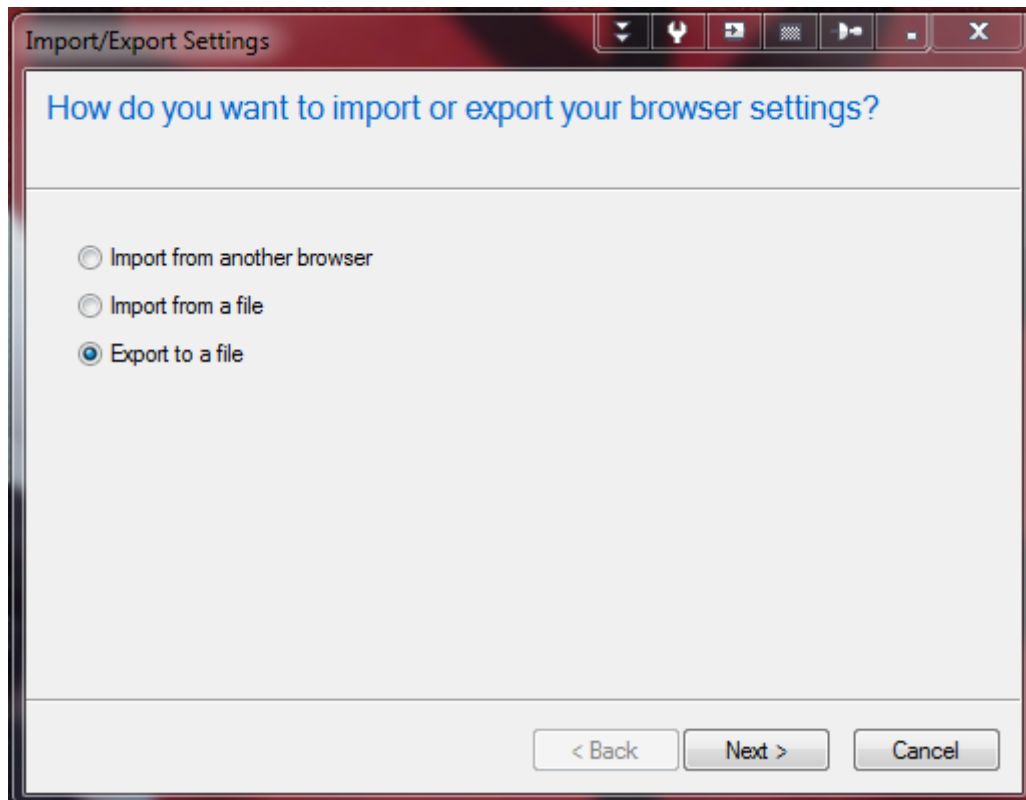 Import/Export Settings
How do you want to import or export your browser settings?
Import from another browser
Import from a file
Export to a file
< Back Next > Cancel